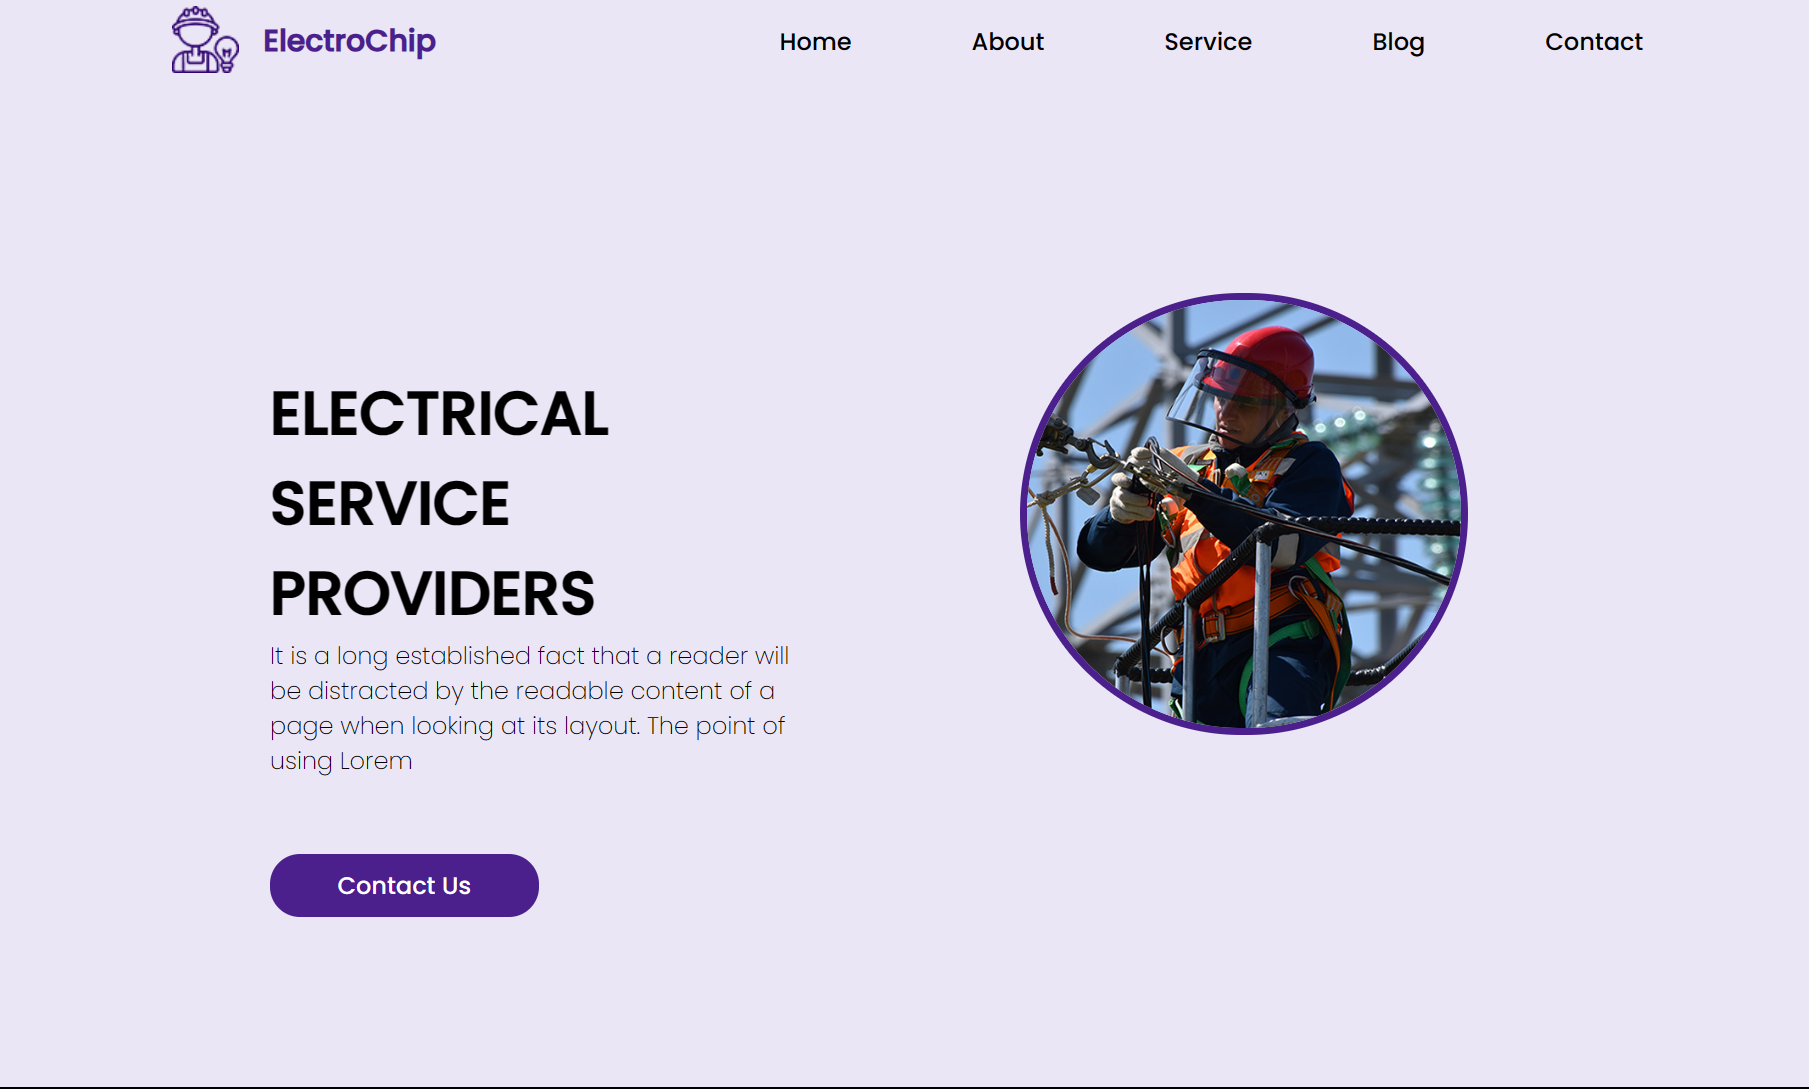 ElectroChip
Home About Service Blog Contact
ELECTRICAL
SERVICE
PROVIDERS
It is a long established fact that a reader will
be distracted by the readable content of a
page when looking at its layout. The point of
using Lorem
Contact Us